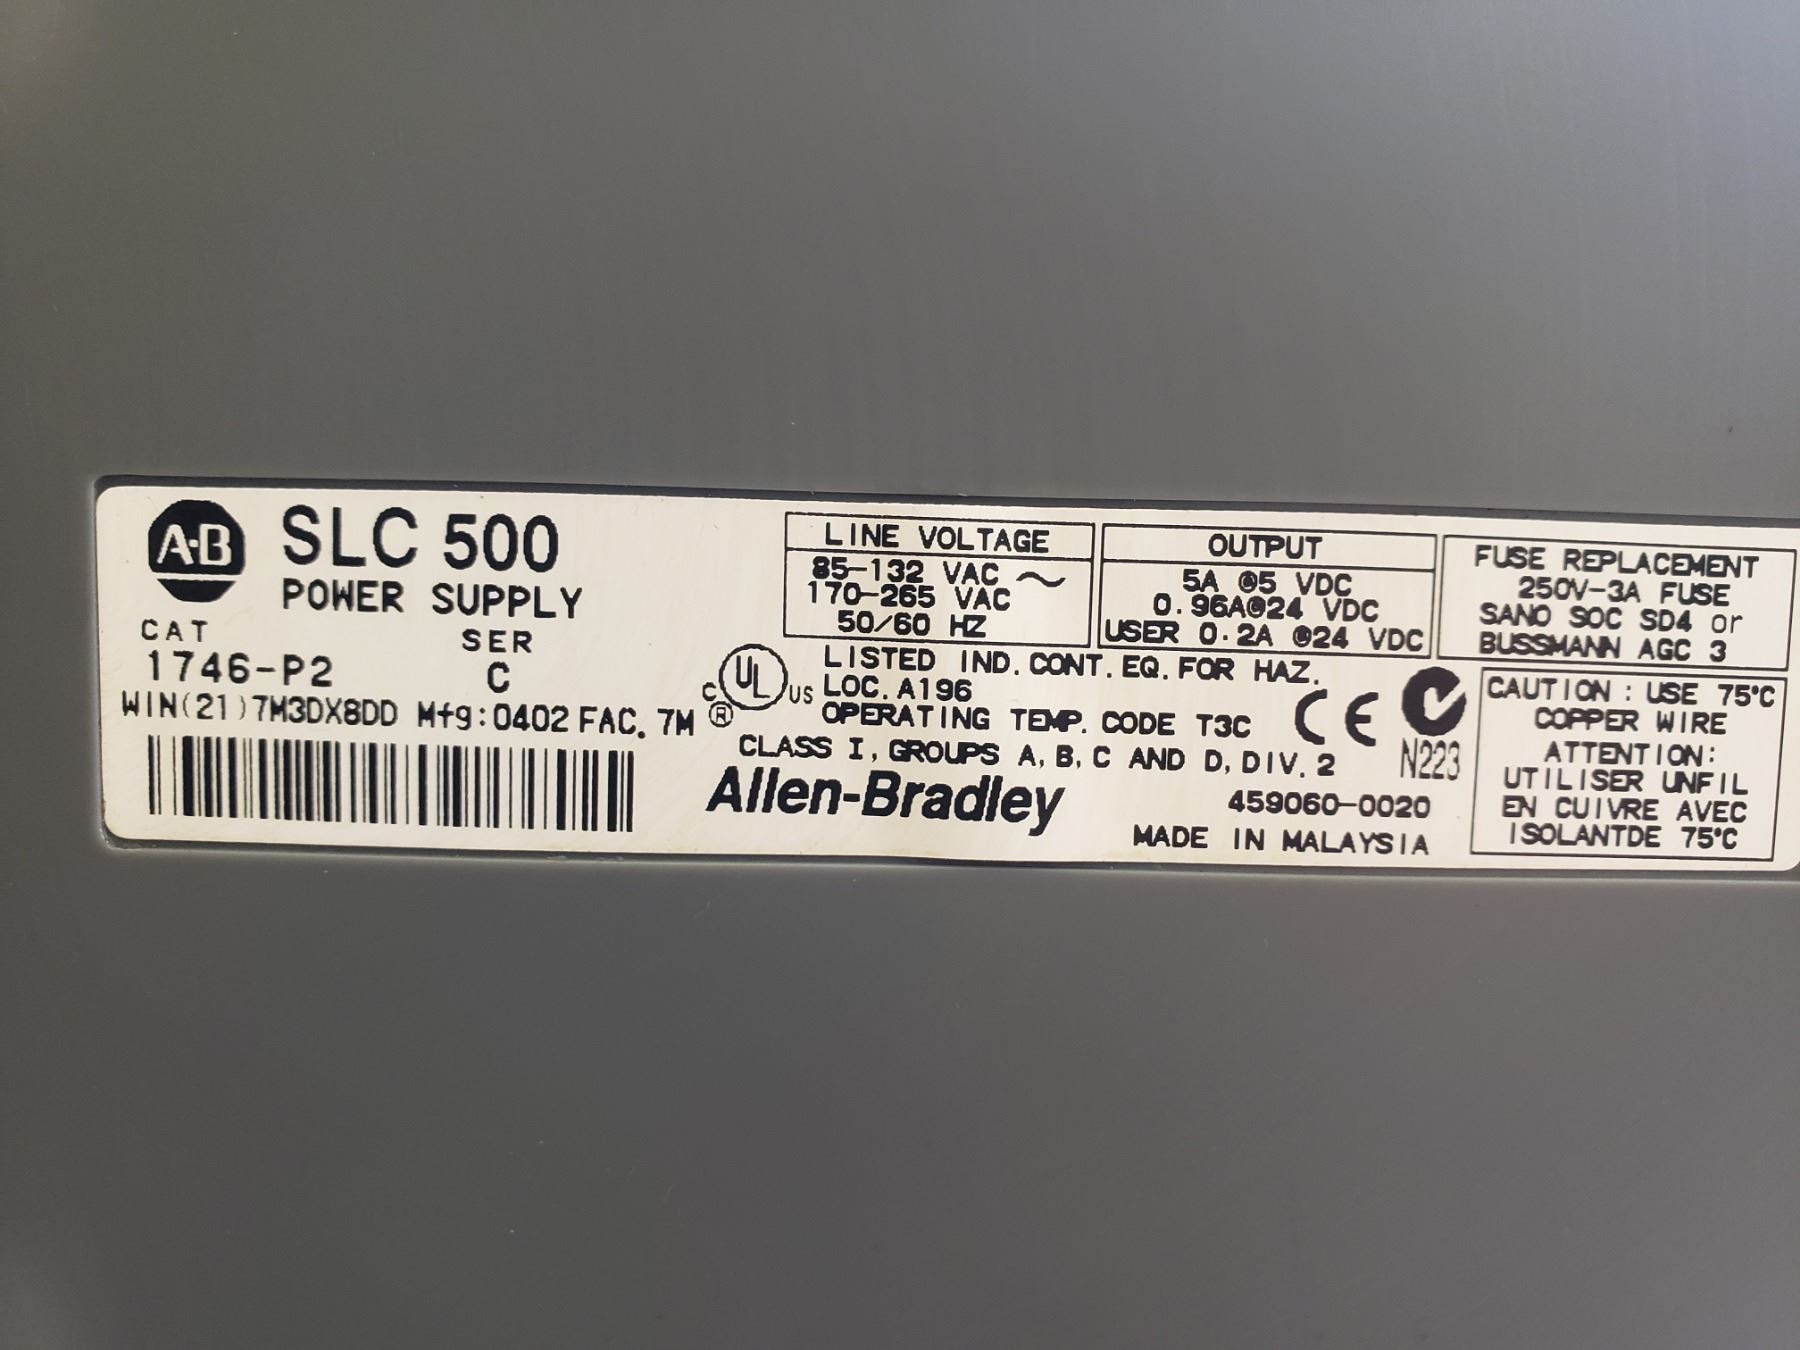 A-B
SLC 500
POWER SUPPLY
CAT
SER
1746-P2
C
WIN(21)7M3DX8DD Mfg:0402 FAC. 7M
LINE VOLTAGE
85-132 VAC ~
170-265 VAC
50/60 HZ
OUTPUT
5A @5 VDC
0.96A@24 VDC
USER 0.2A @24 VDC
FUSE REPLACEMENT
250V-3A FUSE
SANO SOC SD4 or
BUSSMANN AGC 3
C UL US ®
LISTED IND. CONT. EQ. FOR HAZ.
LOC. A196
OPERATING TEMP. CODE T3C
CLASS I, GROUPS A, B, C AND D, DIV. 2
CE
N223
Allen-Bradley
459060-0020
MADE IN MALAYSIA
CAUTION : USE 75°C
COPPER WIRE
ATTENTION:
UTILISER UNFIL
EN CUIVRE AVEC
ISOLANTDE 75°C